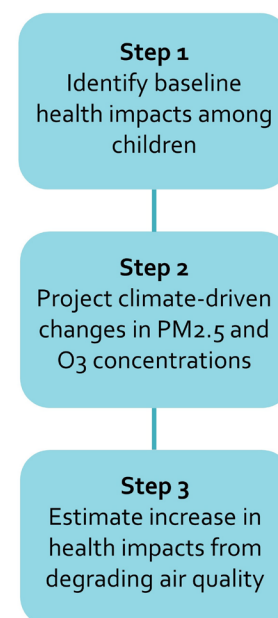 Step 1
Identify baseline
health impacts among
children
Step 2
Project climate-driven
changes in PM2.5 and
O3 concentrations
Step 3
Estimate increase in
health impacts from
degrading air quality